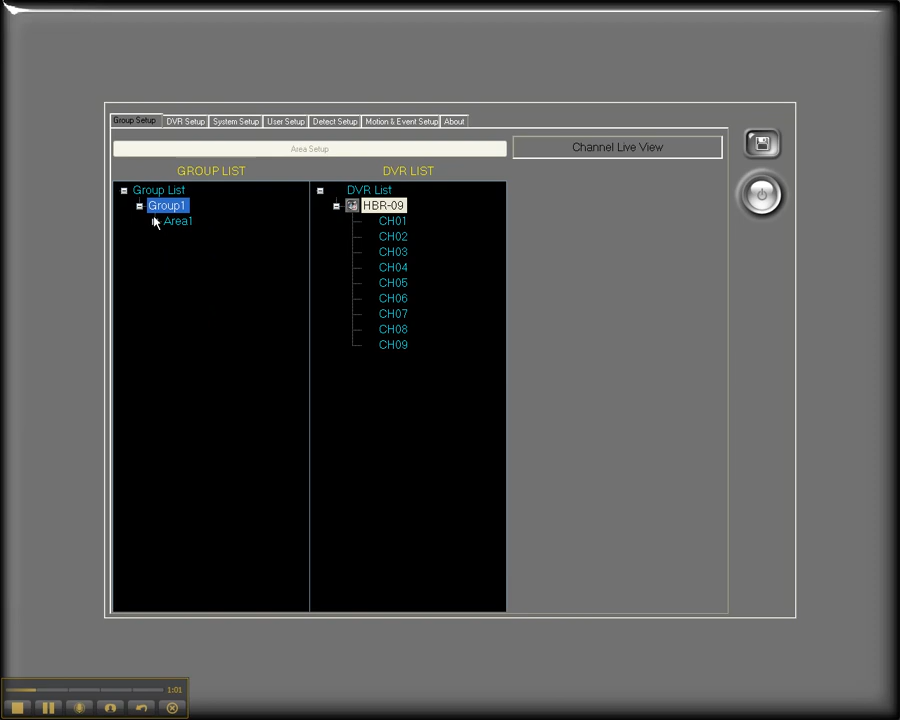 Group Setup DVR Setup System Setup User Setup Detect Setup Motion & Event Setup About
Area Setup
Channel Live View
GROUP LIST DVR LIST
Group List DVR List
Group1 HBR-09
Area1 CH01
CH02
CH03
CH04
CH05
CH06
CH07
CH08
CH09
1:01